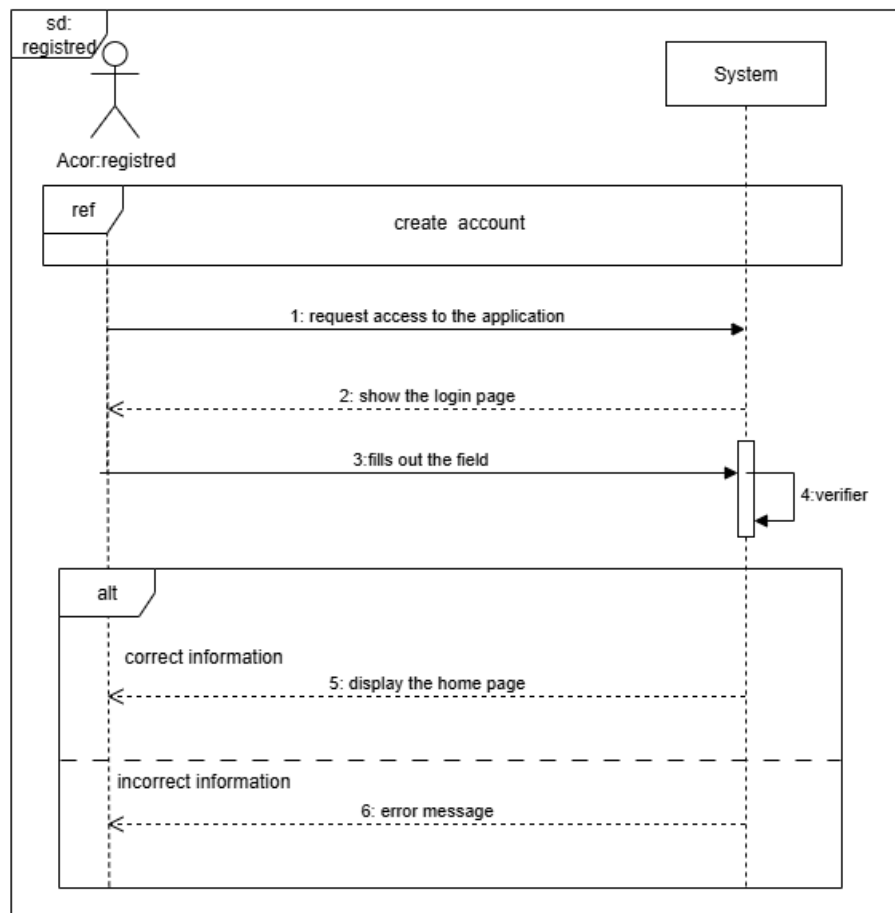 sd:
registred
System
Acor:registred
ref
create account
1: request access to the application
2: show the login page
3:fills out the field
4:verifier
alt
correct information
5: display the home page
incorrect information
6: error message